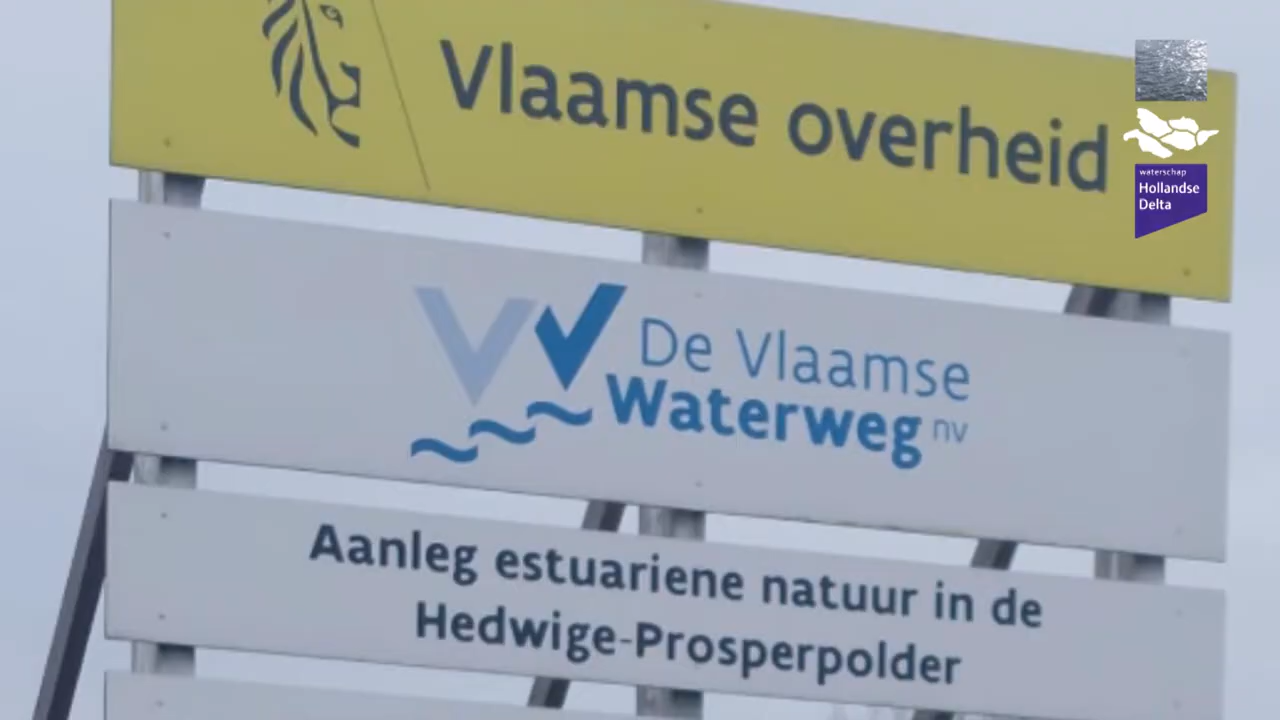 Vlaamse overheid
waterschap
Hollandse
Delta
De Vlaamse
Waterweg nv
Aanleg estuariene natuur in de
Hedwige-Prosperpolder